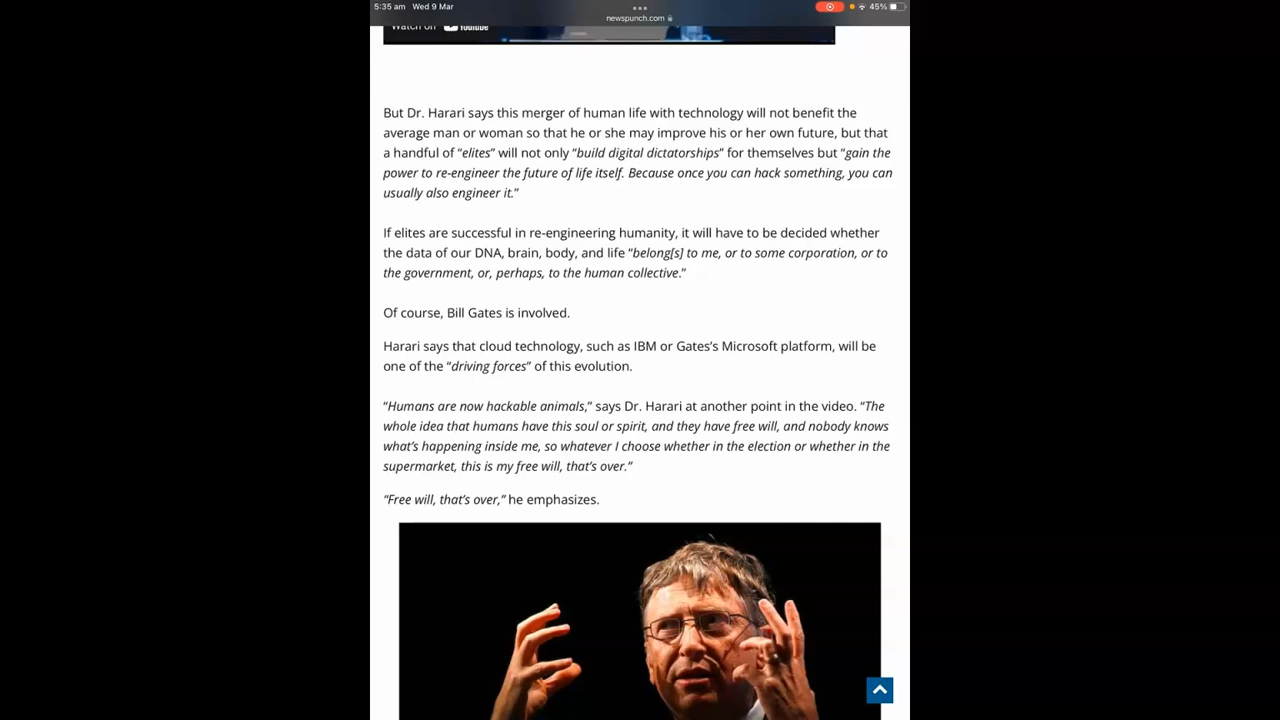 5:35 am Wed 9 Mar
45%
newspunch.com
Watch on YouTube
But Dr. Harari says this merger of human life with technology will not benefit the
average man or woman so that he or she may improve his or her own future, but that
a handful of “elites” will not only “build digital dictatorships” for themselves but “gain the
power to re-engineer the future of life itself. Because once you can hack something, you can
usually also engineer it.”
If elites are successful in re-engineering humanity, it will have to be decided whether
the data of our DNA, brain, body, and life “belong[s] to me, or to some corporation, or to
the government, or, perhaps, to the human collective.”
Of course, Bill Gates is involved.
Harari says that cloud technology, such as IBM or Gates’s Microsoft platform, will be
one of the “driving forces” of this evolution.
“Humans are now hackable animals,” says Dr. Harari at another point in the video. “The
whole idea that humans have this soul or spirit, and they have free will, and nobody knows
what’s happening inside me, so whatever I choose whether in the election or whether in the
supermarket, this is my free will, that’s over.”
“Free will, that’s over,” he emphasizes.